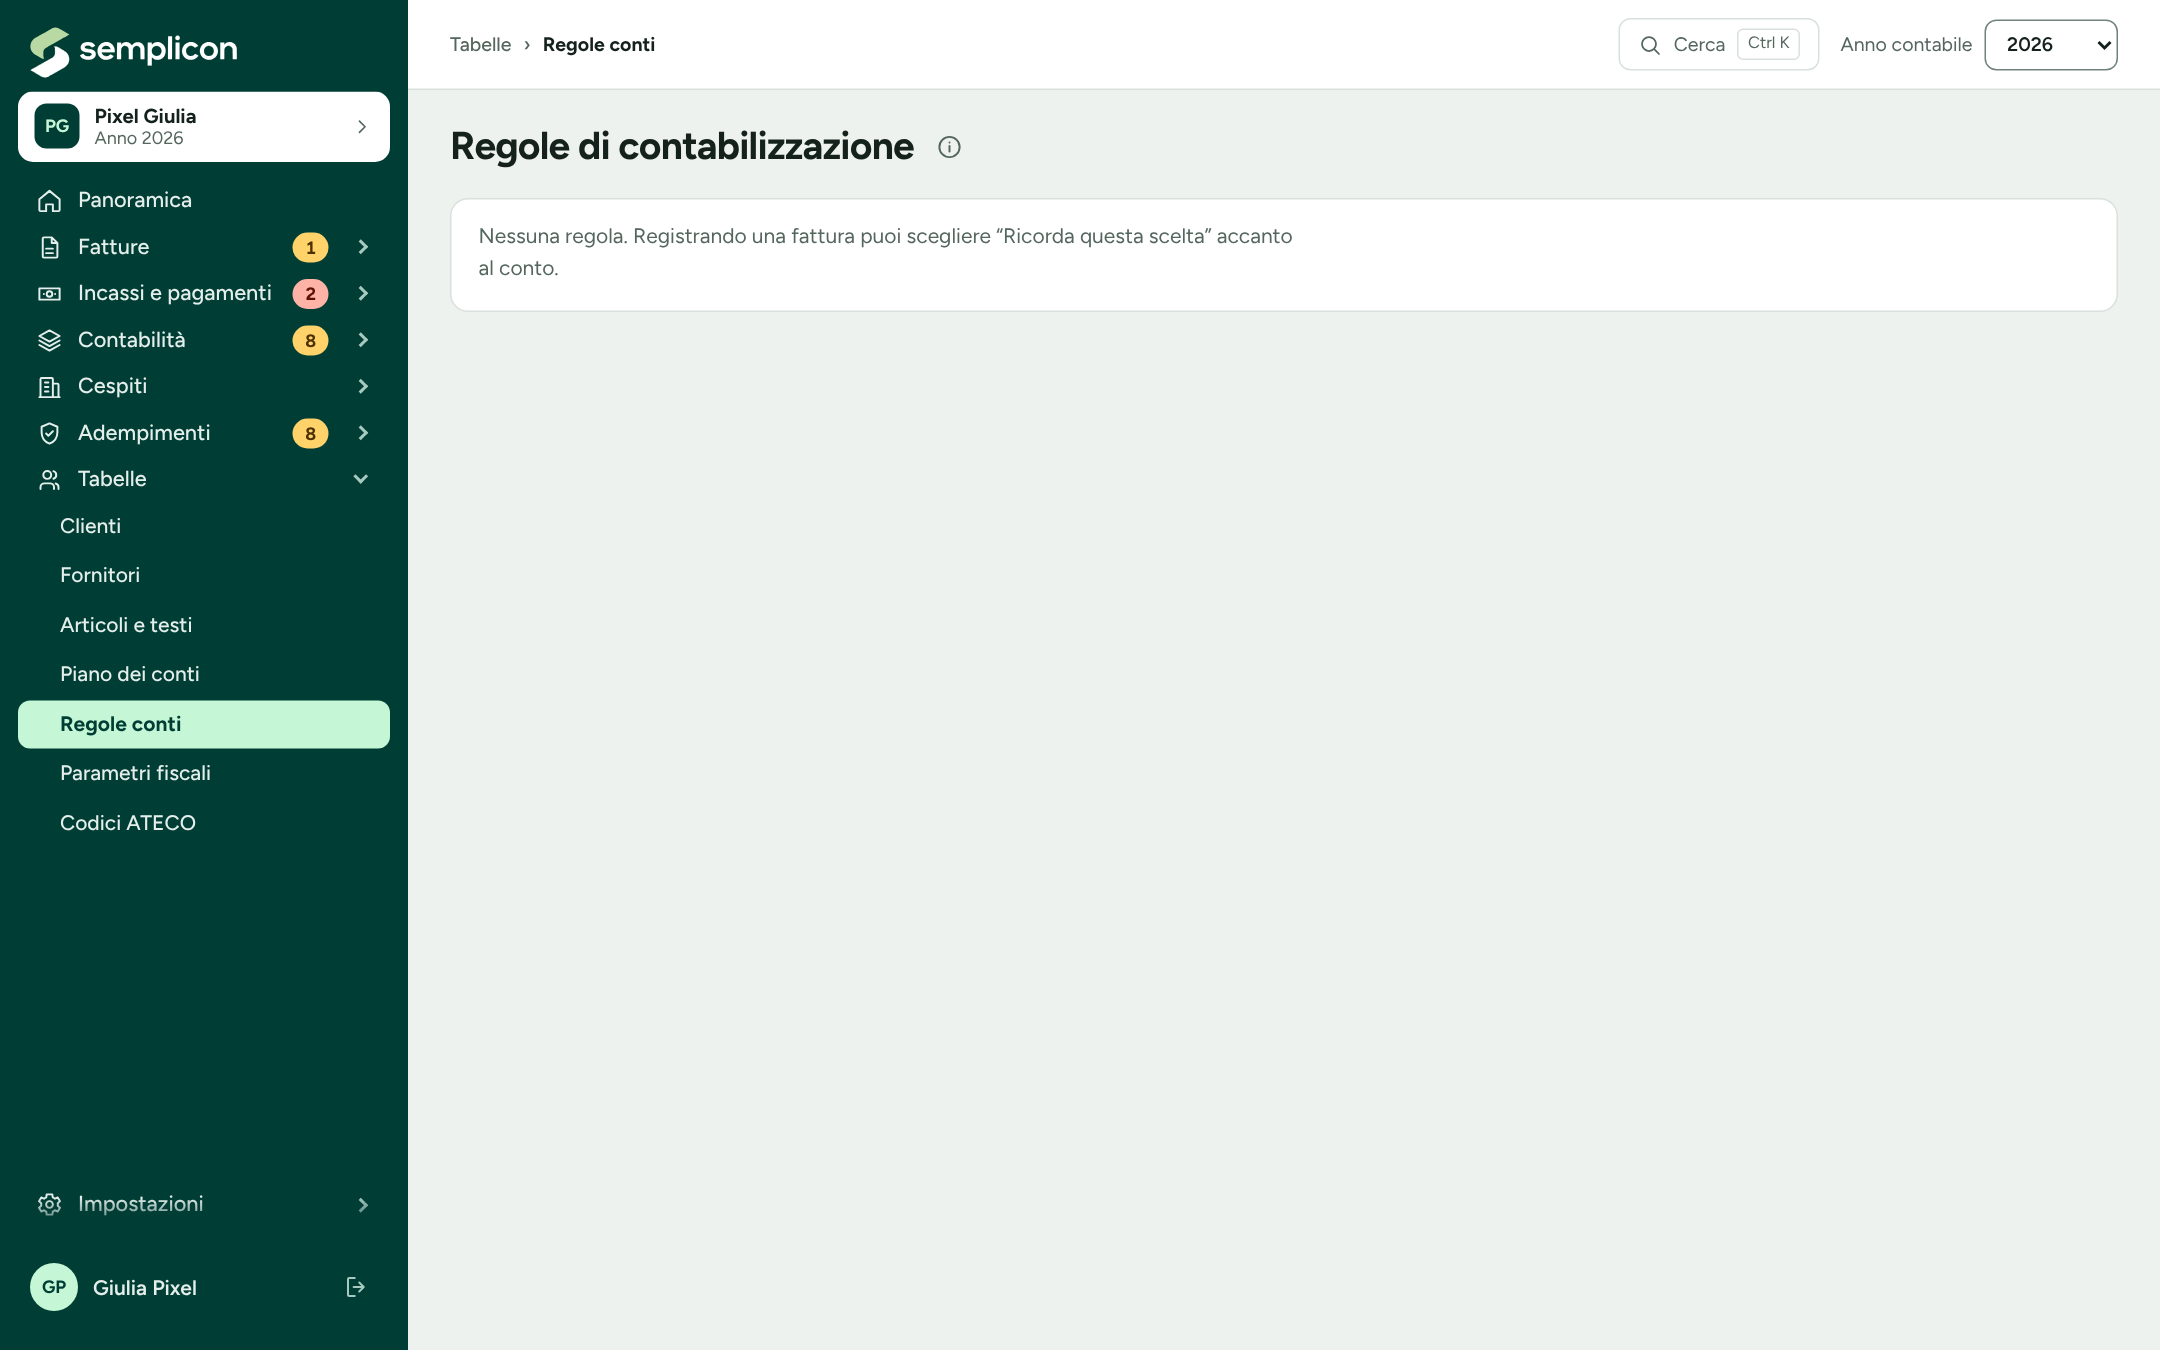 semplicon
PG
Pixel Giulia
Anno 2026
Panoramica
Fatture 1
Incassi e pagamenti 2
Contabilità 8
Cespiti
Adempimenti 8
Tabelle
Clienti
Fornitori
Articoli e testi
Piano dei conti
Regole conti
Parametri fiscali
Codici ATECO
Impostazioni
GP Giulia Pixel
Tabelle › Regole conti
Cerca Ctrl K Anno contabile 2026
Regole di contabilizzazione
Nessuna regola. Registrando una fattura puoi scegliere “Ricorda questa scelta” accanto
al conto.